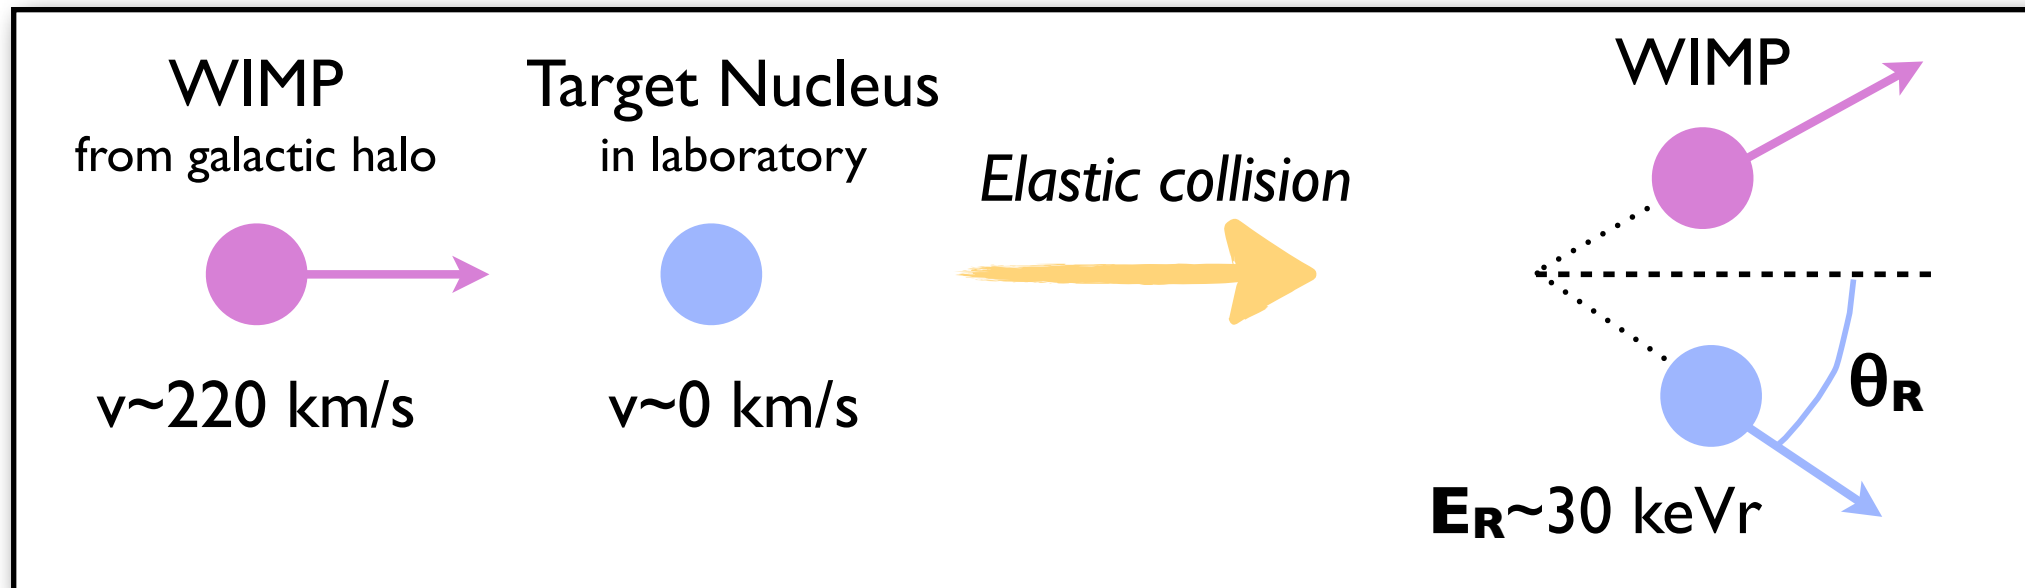 WIMP
from galactic halo
v~220 km/s
Target Nucleus
in laboratory
v~0 km/s
Elastic collision
WIMP
θR
ER~30 keVr